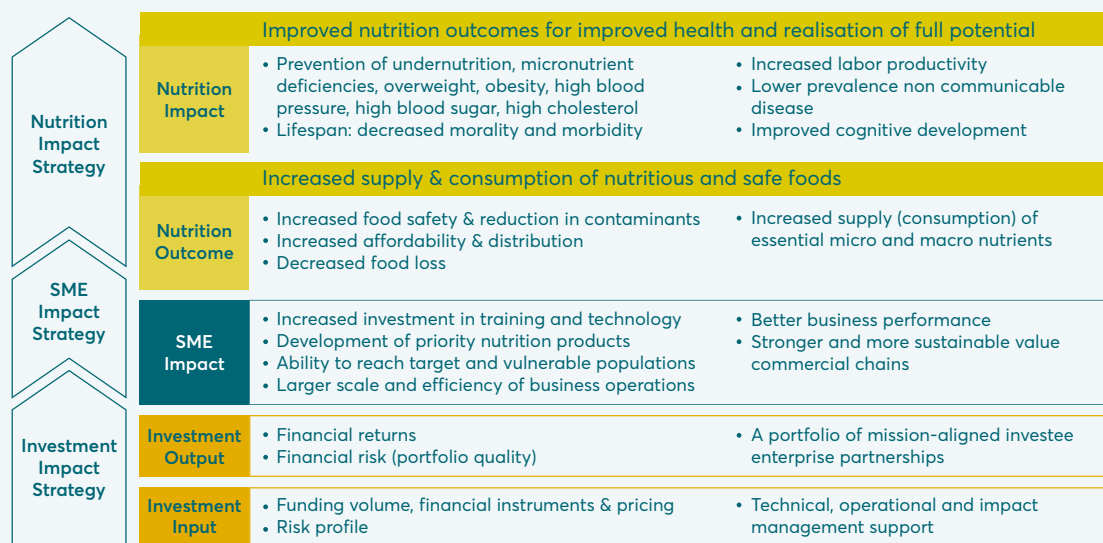 Nutrition
Impact
Strategy
SME
Impact
Strategy
Investment
Impact
Strategy
Improved nutrition outcomes for improved health and realisation of full potential
Nutrition
Impact
• Prevention of undernutrition, micronutrient
deficiencies, overweight, obesity, high blood
pressure, high blood sugar, high cholesterol
• Lifespan: decreased morality and morbidity
• Increased labor productivity
• Lower prevalence non communicable
disease
• Improved cognitive development
Increased supply & consumption of nutritious and safe foods
Nutrition
Outcome
• Increased food safety & reduction in contaminants
• Increased affordability & distribution
• Decreased food loss
• Increased supply (consumption) of
essential micro and macro nutrients
SME
Impact
• Increased investment in training and technology
• Development of priority nutrition products
• Ability to reach target and vulnerable populations
• Larger scale and efficiency of business operations
• Better business performance
• Stronger and more sustainable value
commercial chains
Investment
Output
• Financial returns
• Financial risk (portfolio quality)
• A portfolio of mission-aligned investee
enterprise partnerships
Investment
Input
• Funding volume, financial instruments & pricing
• Risk profile
• Technical, operational and impact
management support